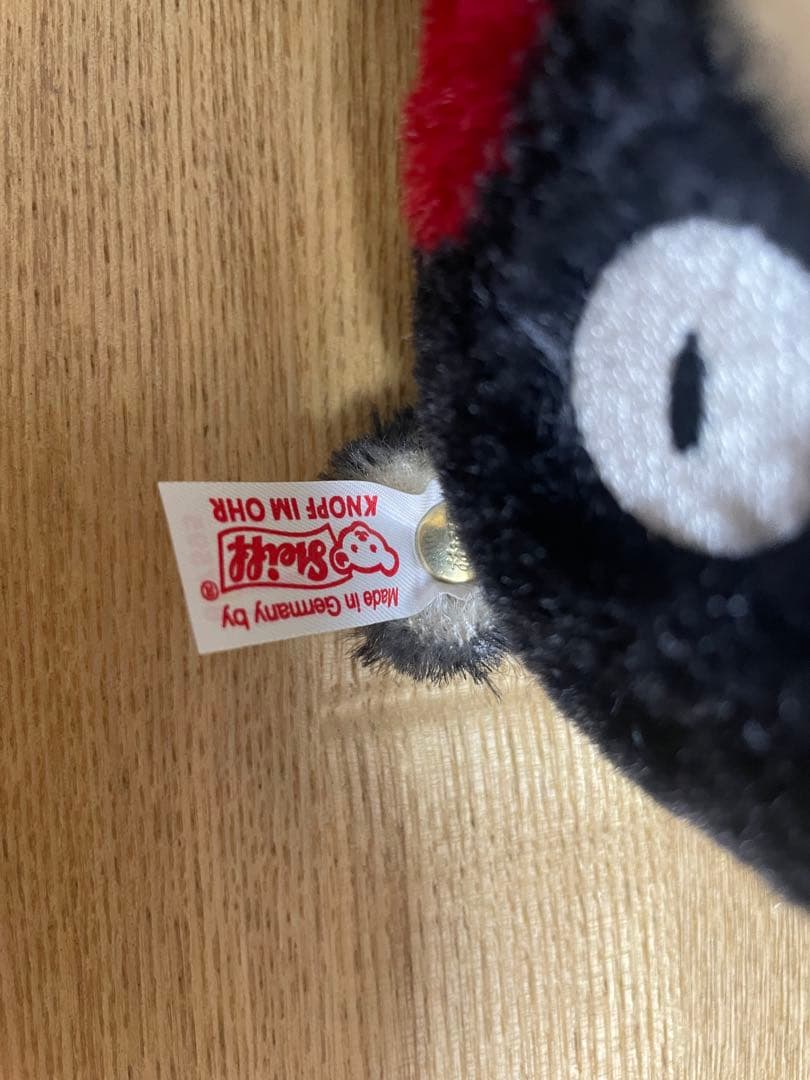 Made in Germany by
Steiff®
KNOPF IM OHR